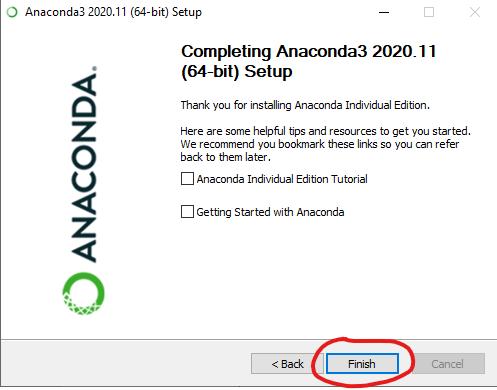 Anaconda3 2020.11 (64-bit) Setup
Completing Anaconda3 2020.11
(64-bit) Setup
Thank you for installing Anaconda Individual Edition.
Here are some helpful tips and resources to get you started.
We recommend you bookmark these links so you can refer
back to them later.
Anaconda Individual Edition Tutorial
Getting Started with Anaconda
ANACONDA.
< Back
Finish
Cancel